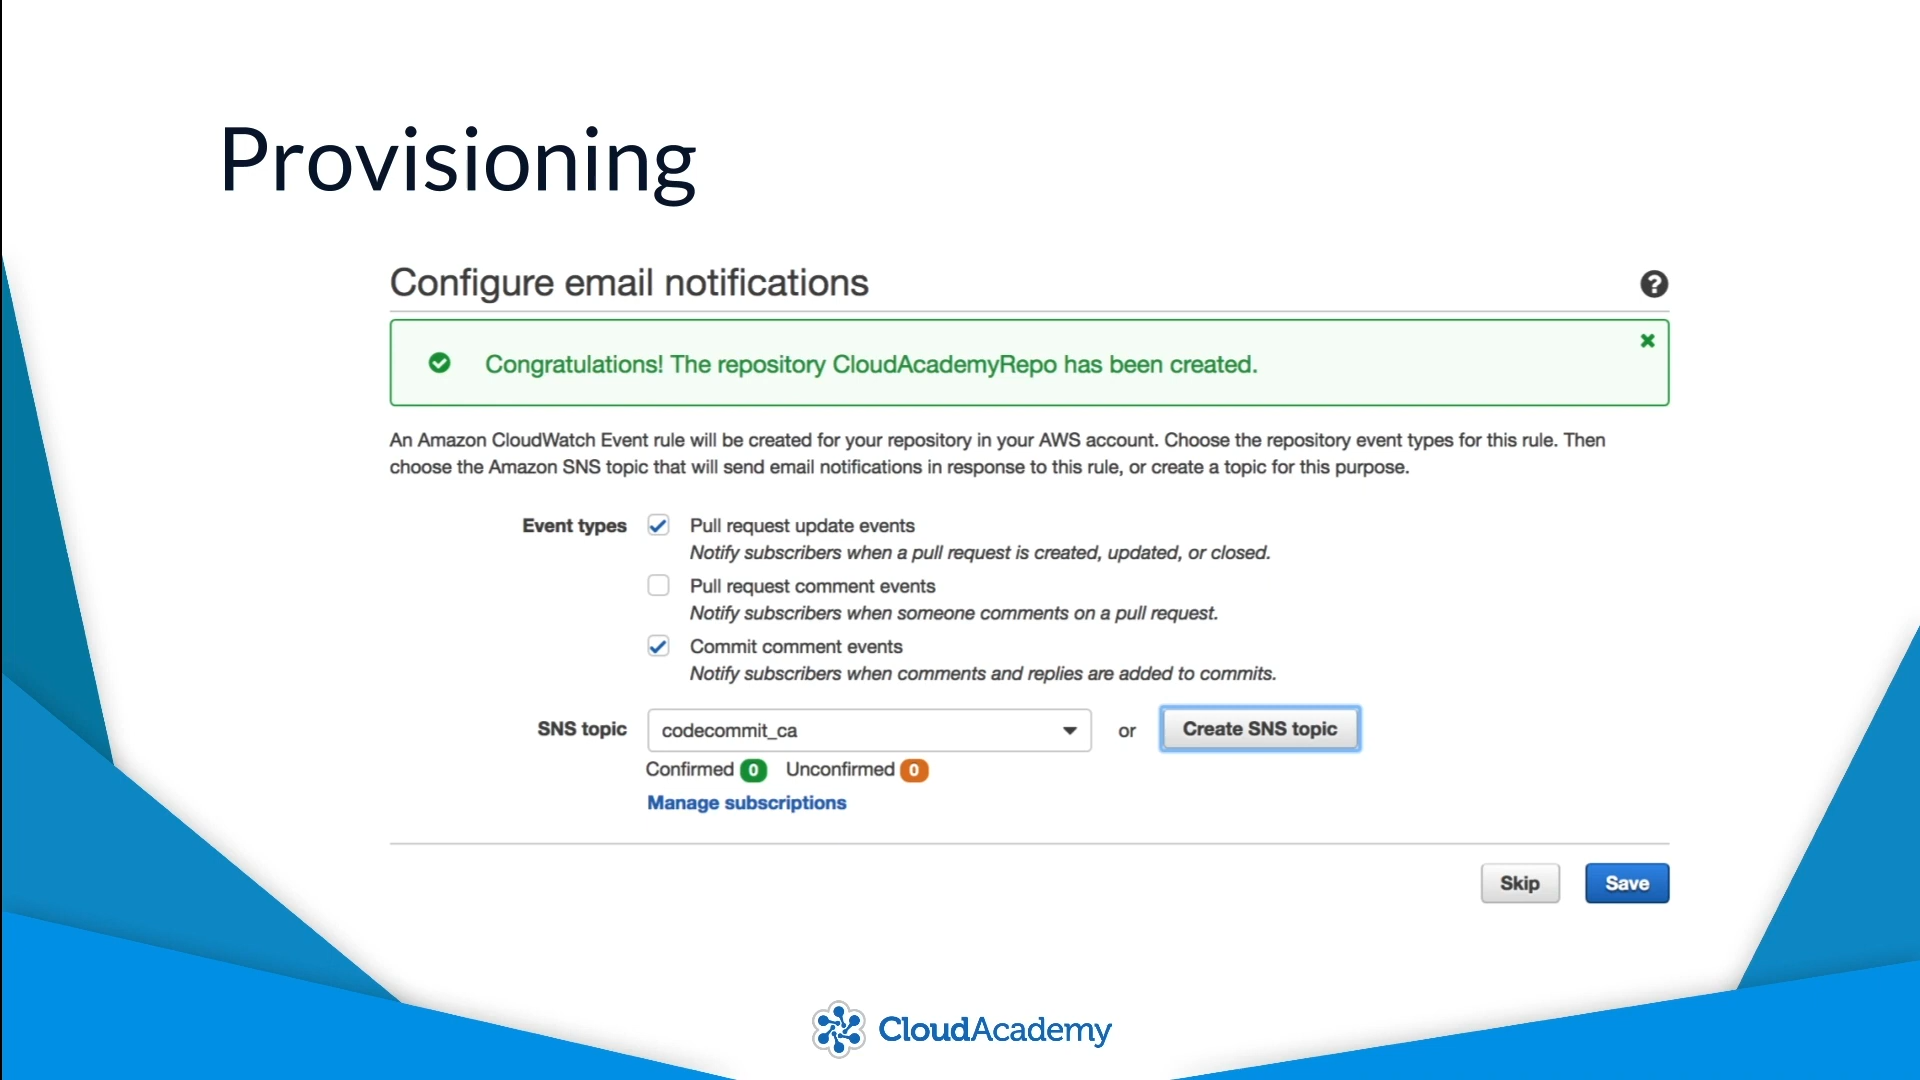 Provisioning
Configure email notifications
?
Congratulations! The repository CloudAcademyRepo has been created.
An Amazon CloudWatch Event rule will be created for your repository in your AWS account. Choose the repository event types for this rule. Then
choose the Amazon SNS topic that will send email notifications in response to this rule, or create a topic for this purpose.
Event types Pull request update events
Notify subscribers when a pull request is created, updated, or closed.
Pull request comment events
Notify subscribers when someone comments on a pull request.
Commit comment events
Notify subscribers when comments and replies are added to commits.
SNS topic codecommit_ca or Create SNS topic
Confirmed 0 Unconfirmed 0
Manage subscriptions
Skip Save
CloudAcademy